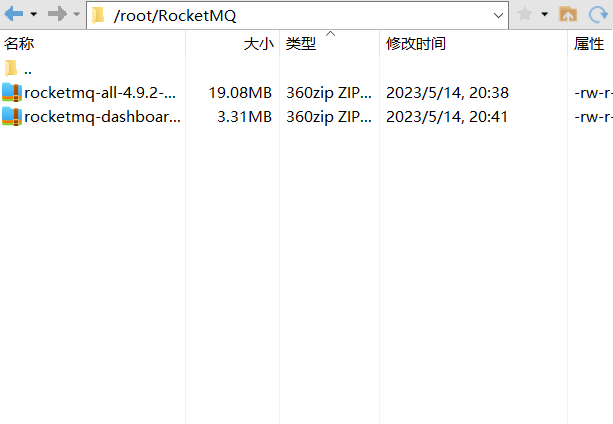 /root/RocketMQ
名称 大小 类型 修改时间 属性
..
rocketmq-all-4.9.2-... 19.08MB 360zip ZIP... 2023/5/14, 20:38 -rw-r-
rocketmq-dashboar... 3.31MB 360zip ZIP... 2023/5/14, 20:41 -rw-r-